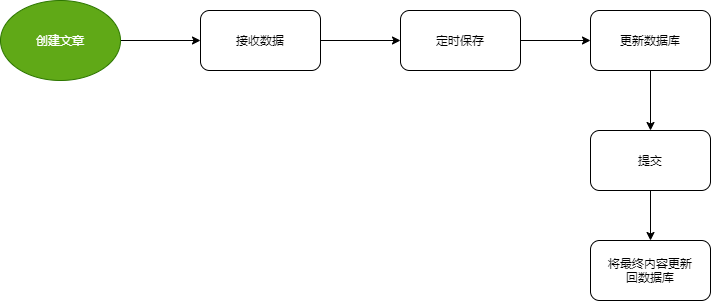 创建文章
接收数据
定时保存
更新数据库
提交
将最终内容更新
回数据库